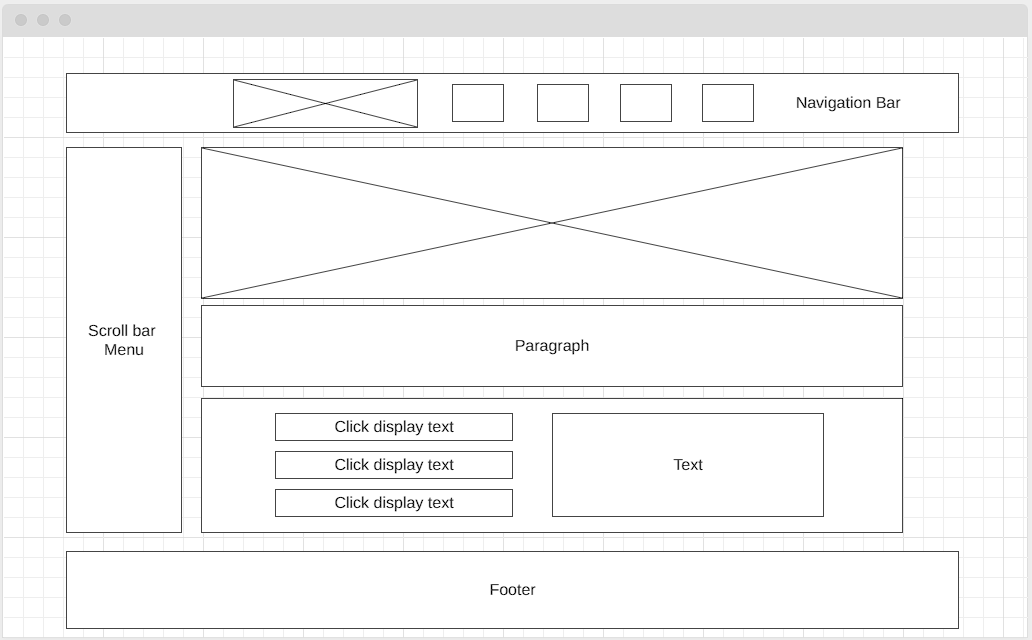 Navigation Bar
Scroll bar
Menu
Paragraph
Click display text
Click display text
Click display text
Text
Footer